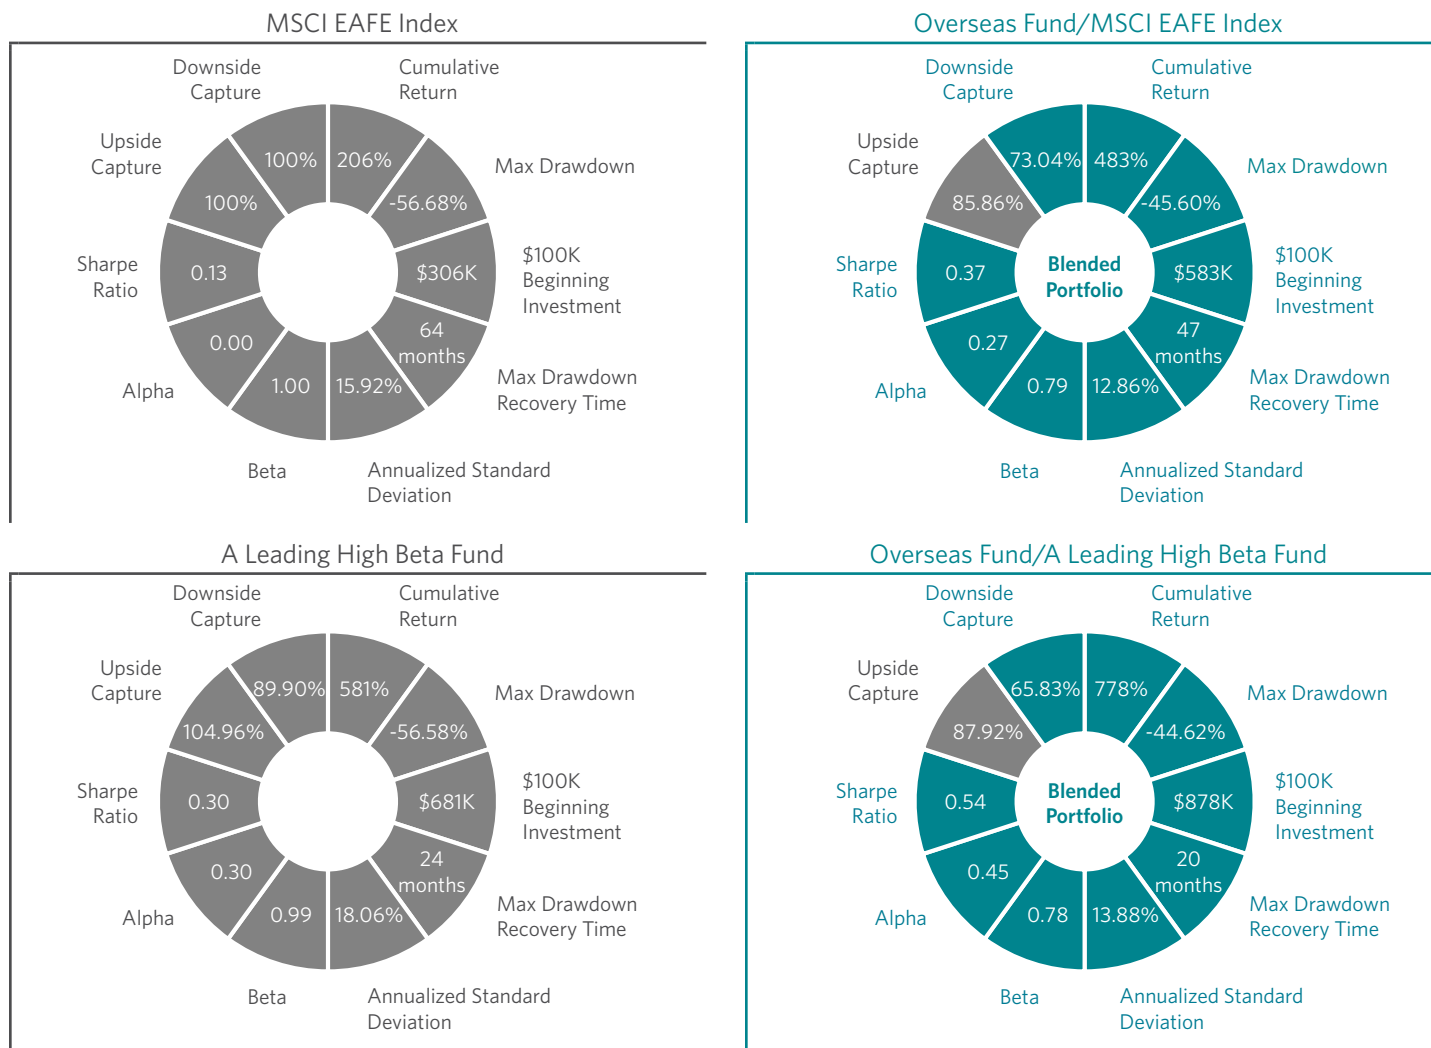 MSCI EAFE Index
Downside
Capture
Cumulative
Return
Upside
Capture
Max Drawdown
100%
206%
100%
-56.68%
Sharpe
Ratio
0.13
$306K
$100K
Beginning
Investment
0.00
64
months
Alpha
1.00
15.92%
Max Drawdown
Recovery Time
Beta
Annualized Standard
Deviation
Overseas Fund/MSCI EAFE Index
Downside
Capture
Cumulative
Return
Upside
Capture
Max Drawdown
73.04%
483%
85.86%
-45.60%
Sharpe
Ratio
0.37
Blended
Portfolio
$583K
$100K
Beginning
Investment
0.27
47
months
Alpha
0.79
12.86%
Max Drawdown
Recovery Time
Beta
Annualized Standard
Deviation
A Leading High Beta Fund
Downside
Capture
Cumulative
Return
Upside
Capture
Max Drawdown
89.90%
581%
104.96%
-56.58%
Sharpe
Ratio
0.30
$681K
$100K
Beginning
Investment
0.30
24
months
Alpha
0.99
18.06%
Max Drawdown
Recovery Time
Beta
Annualized Standard
Deviation
Overseas Fund/A Leading High Beta Fund
Downside
Capture
Cumulative
Return
Upside
Capture
Max Drawdown
65.83%
778%
87.92%
-44.62%
Sharpe
Ratio
0.54
Blended
Portfolio
$878K
$100K
Beginning
Investment
0.45
20
months
Alpha
0.78
13.88%
Max Drawdown
Recovery Time
Beta
Annualized Standard
Deviation